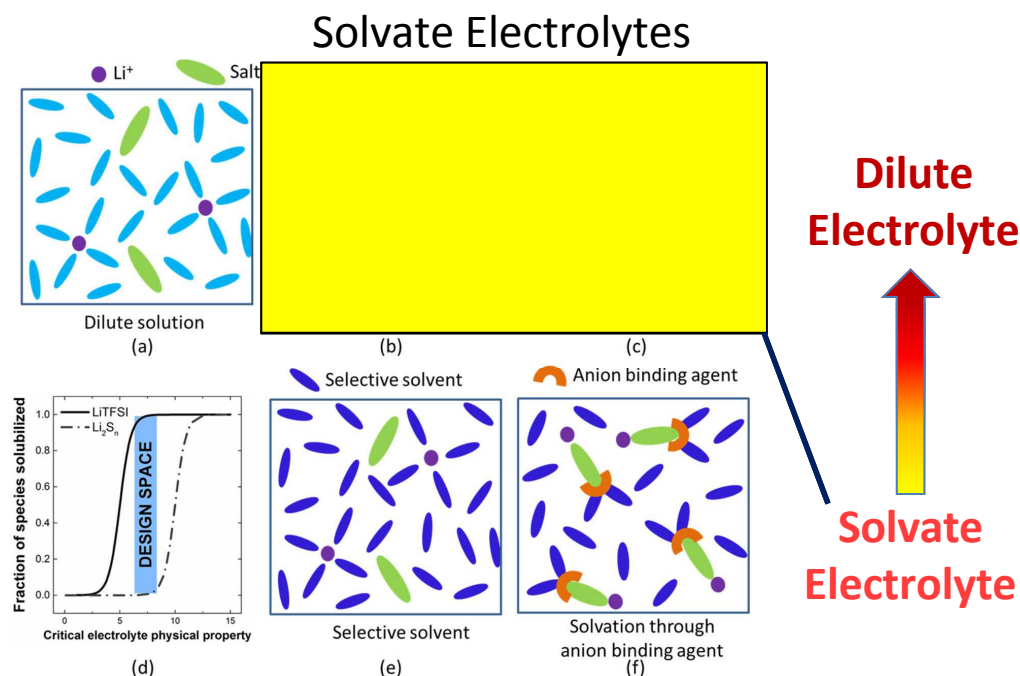 Solvate Electrolytes
Li+
Salt
Dilute solution
(a)
(b)
(c)
Dilute
Electrolyte
Solvate
Electrolyte
Selective solvent
Anion binding agent
LiTFSI
Li2Sn
DESIGN SPACE
Fraction of species solubilized
1.0
0.8
0.6
0.4
0.2
0.0
0
5
10
15
Critical electrolyte physical property
(d)
Selective solvent
(e)
Solvation through
anion binding agent
(f)